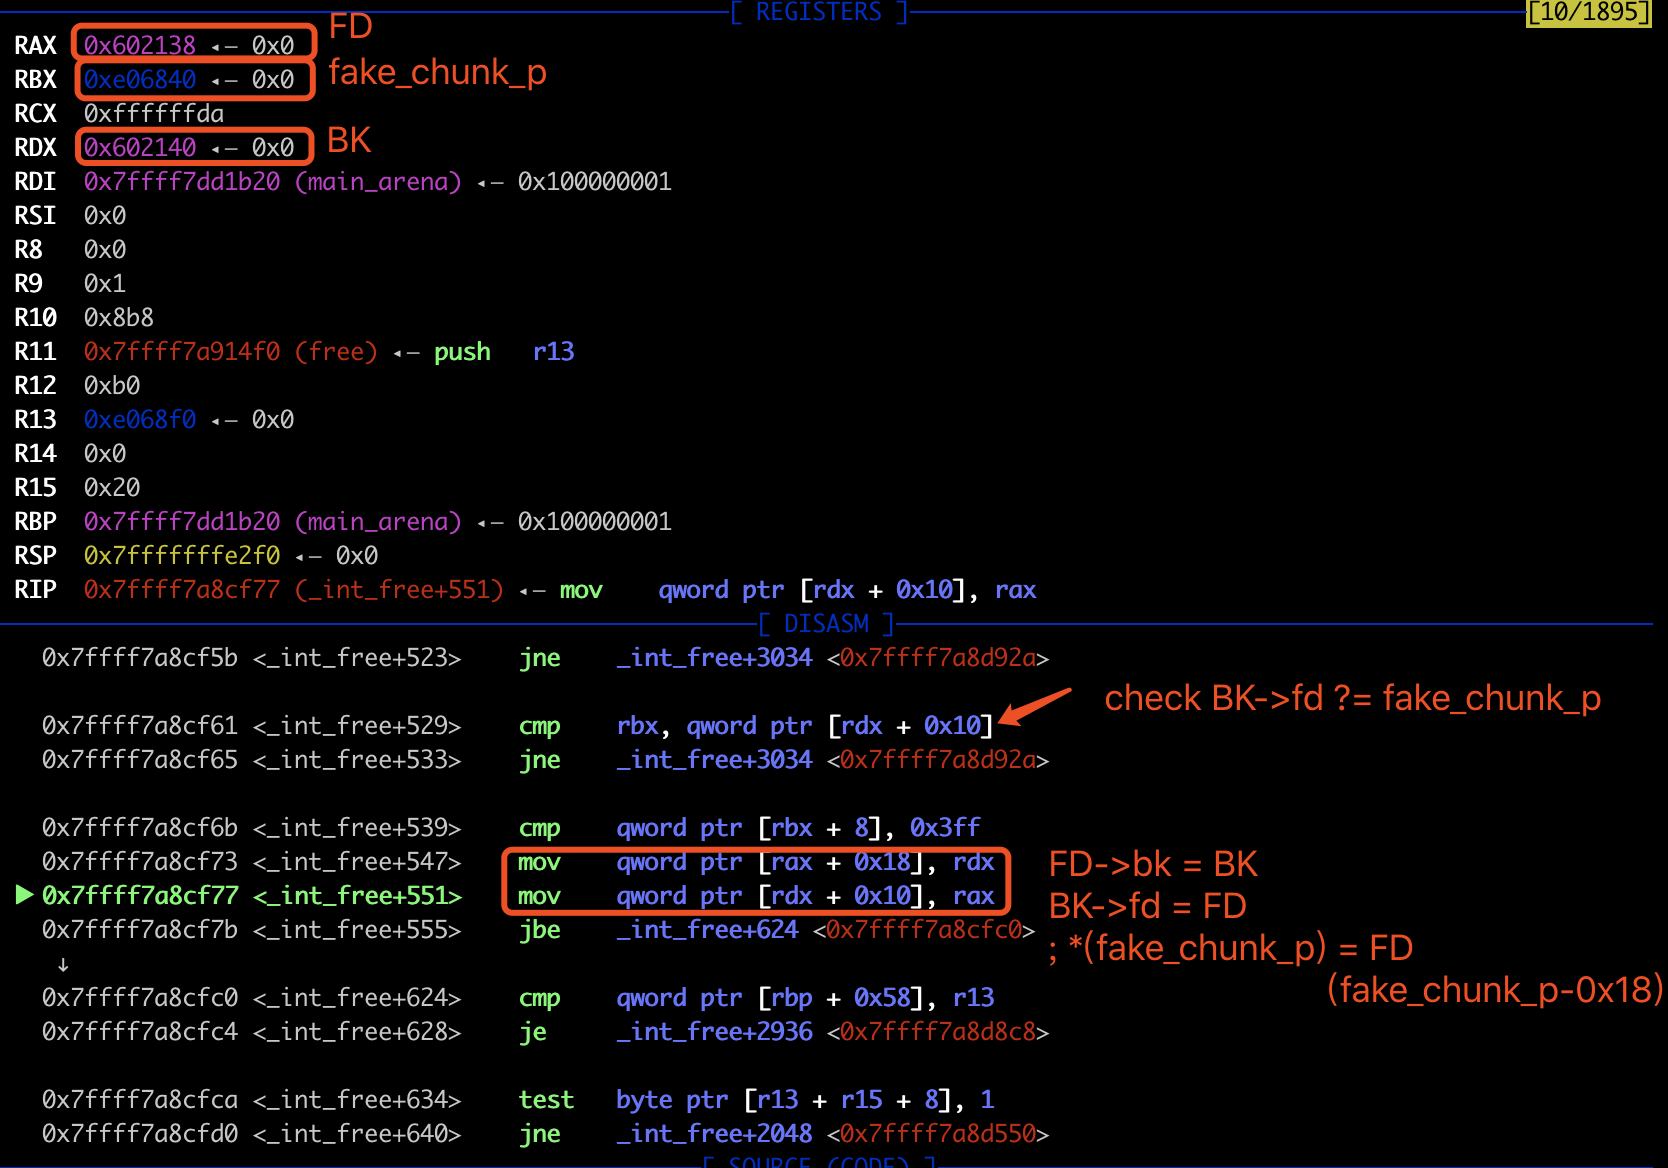 [ REGISTERS ] [10/1895]
RAX 0x602138 ◂— 0x0 FD
RBX 0xe06840 ◂— 0x0 fake_chunk_p
RCX 0xffffffda
RDX 0x602140 ◂— 0x0 BK
RDI 0x7ffff7dd1b20 (main_arena) ◂— 0x100000001
RSI 0x0
R8 0x0
R9 0x1
R10 0x8b8
R11 0x7ffff7a914f0 (free) ◂— push r13
R12 0xb0
R13 0xe068f0 ◂— 0x0
R14 0x0
R15 0x20
RBP 0x7ffff7dd1b20 (main_arena) ◂— 0x100000001
RSP 0x7fffffffe2f0 ◂— 0x0
RIP 0x7ffff7a8cf77 (_int_free+551) ◂— mov qword ptr [rdx + 0x10], rax
[ DISASM ]
0x7ffff7a8cf5b <_int_free+523> jne _int_free+3034 <0x7ffff7a8d92a>
check BK->fd ?= fake_chunk_p
0x7ffff7a8cf61 <_int_free+529> cmp rbx, qword ptr [rdx + 0x10]
0x7ffff7a8cf65 <_int_free+533> jne _int_free+3034 <0x7ffff7a8d92a>
0x7ffff7a8cf6b <_int_free+539> cmp qword ptr [rbx + 8], 0x3ff
0x7ffff7a8cf73 <_int_free+547> mov qword ptr [rax + 0x18], rdx FD->bk = BK
► 0x7ffff7a8cf77 <_int_free+551> mov qword ptr [rdx + 0x10], rax BK->fd = FD
0x7ffff7a8cf7b <_int_free+555> jbe _int_free+624 <0x7ffff7a8cfc0>
; *(fake_chunk_p) = FD
↓
(fake_chunk_p-0x18)
0x7ffff7a8cfc0 <_int_free+624> cmp qword ptr [rbp + 0x58], r13
0x7ffff7a8cfc4 <_int_free+628> je _int_free+2936 <0x7ffff7a8d8c8>
0x7ffff7a8cfca <_int_free+634> test byte ptr [r13 + r15 + 8], 1
0x7ffff7a8cfd0 <_int_free+640> jne _int_free+2048 <0x7ffff7a8d550>
[ SOURCE (CODE) ]